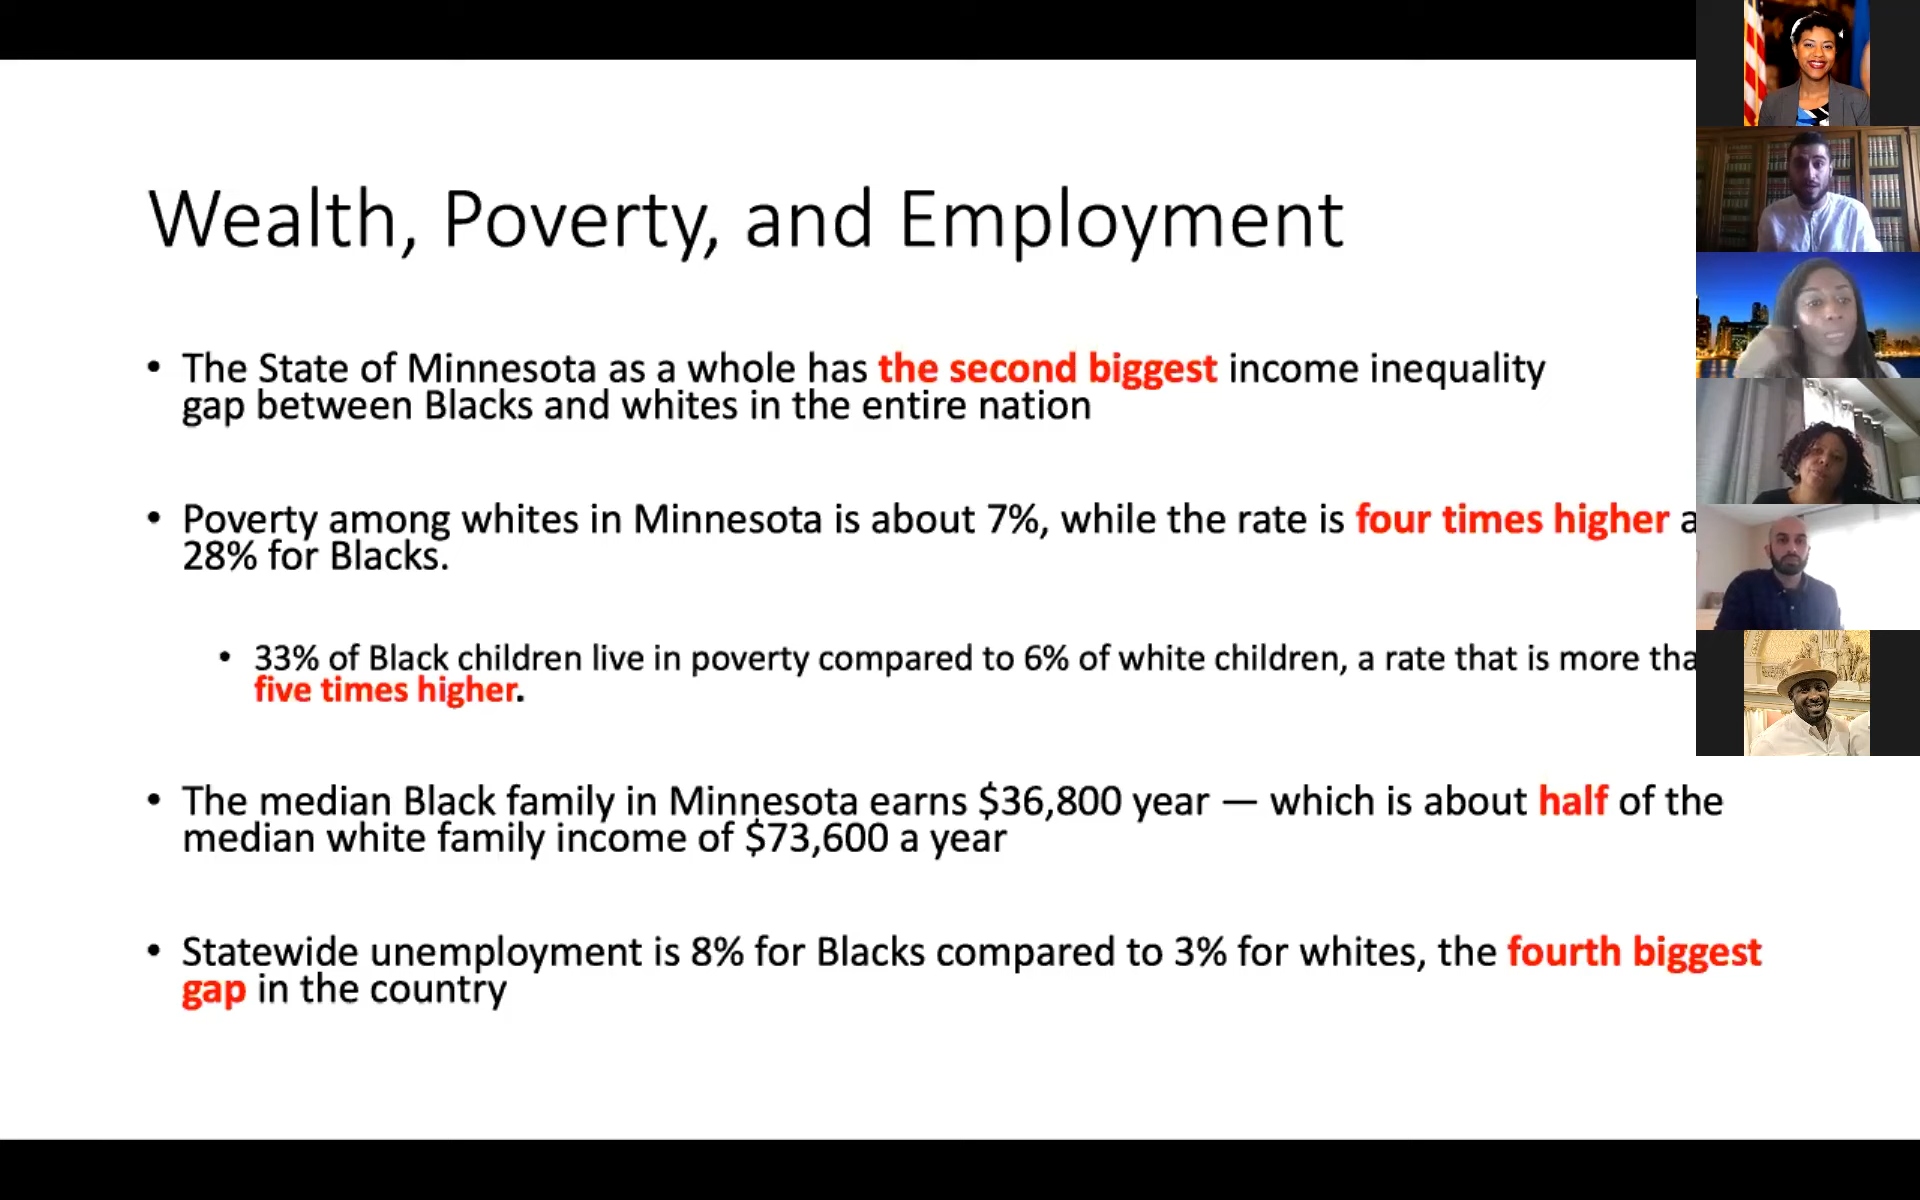 Wealth, Poverty, and Employment
• The State of Minnesota as a whole has the second biggest income inequality
gap between Blacks and whites in the entire nation
• Poverty among whites in Minnesota is about 7%, while the rate is four times higher
28% for Blacks.
• 33% of Black children live in poverty compared to 6% of white children, a rate that is more tha
five times higher.
• The median Black family in Minnesota earns $36,800 year — which is about half of the
median white family income of $73,600 a year
• Statewide unemployment is 8% for Blacks compared to 3% for whites, the fourth biggest
gap in the country